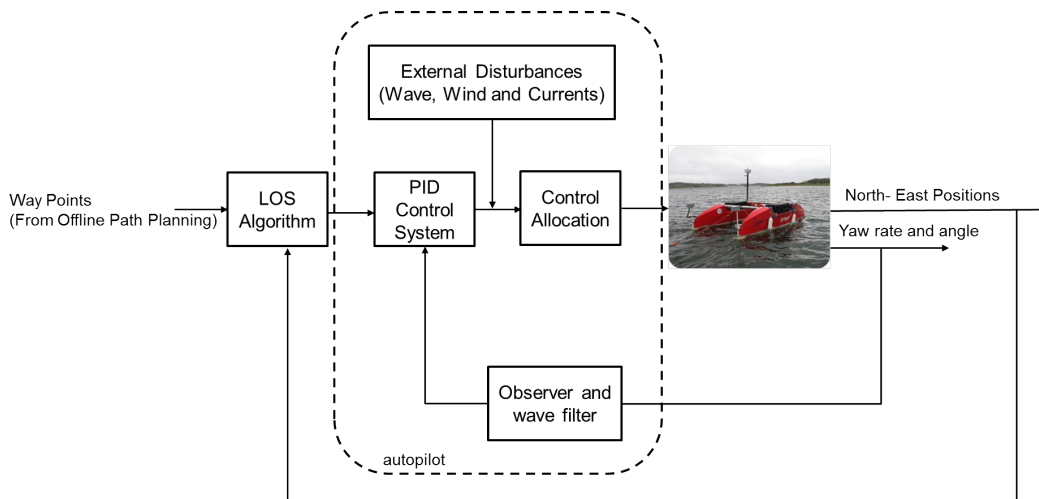 External Disturbances
(Wave, Wind and Currents)
Way Points
(From Offline Path Planning)
LOS
Algorithm
PID
Control
System
Control
Allocation
North- East Positions
Yaw rate and angle
Observer and
wave filter
autopilot